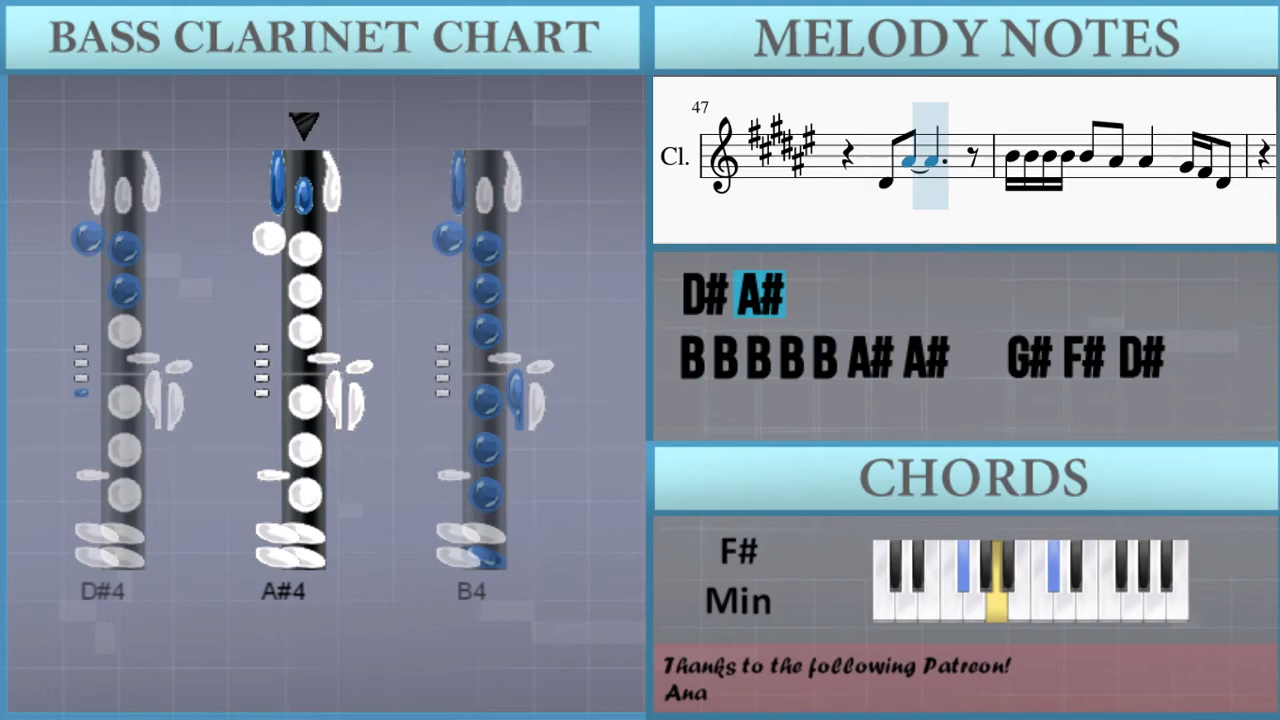 BASS CLARINET CHART
D#4 A#4 B4
MELODY NOTES
47
Cl.
D# A#
B B B B B A# A# G# F# D#
CHORDS
F#
Min
Thanks to the following Patreon!
Ana